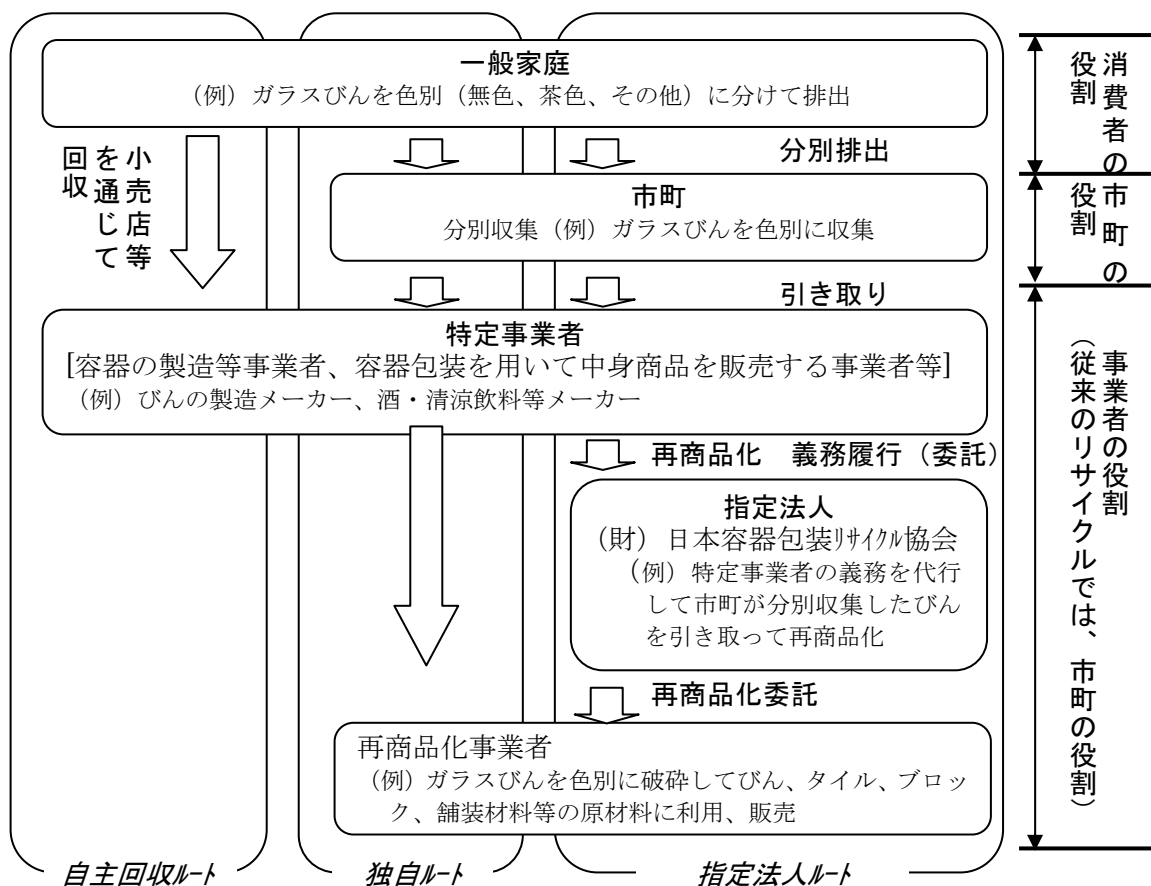 一般家庭
(例)ガラスびんを色別(無色、茶色、その他)に分けて排出
小売店等
を通じて
回収
分別排出
市町
分別収集(例)ガラスびんを色別に収集
引き取り
特定事業者
[容器の製造等事業者、容器包装を用いて中身商品を販売する事業者等]
(例)びんの製造メーカー、酒・清涼飲料等メーカー
再商品化 義務履行(委託)
指定法人
(財)日本容器包装ﾘｻｲｸﾙ協会
(例)特定事業者の義務を代行
して市町が分別収集したびん
を引き取って再商品化
再商品化委託
再商品化事業者
(例)ガラスびんを色別に破砕してびん、タイル、ブロッ
ク、舗装材料等の原材料に利用、販売
自主回収ﾙｰﾄ
独自ﾙｰﾄ
指定法人ﾙｰﾄ
消費者の
役割
市町の
役割
事業者の役割
(従来のリサイクルでは、市町の役割)